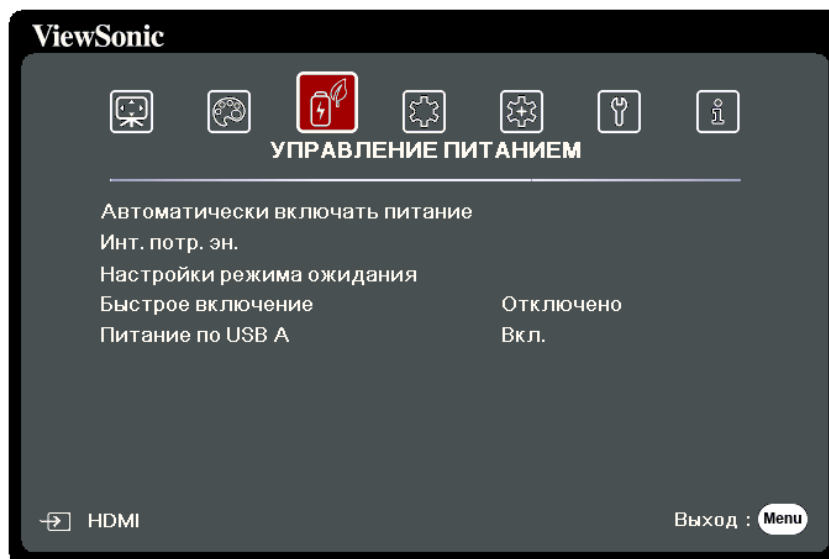 ViewSonic
УПРАВЛЕНИЕ ПИТАНИЕМ
Автоматически включать питание
Инт. потр. эн.
Настройки режима ожидания
Быстрое включение Отключено
Питание по USB A Вкл.
HDMI Выход : Menu